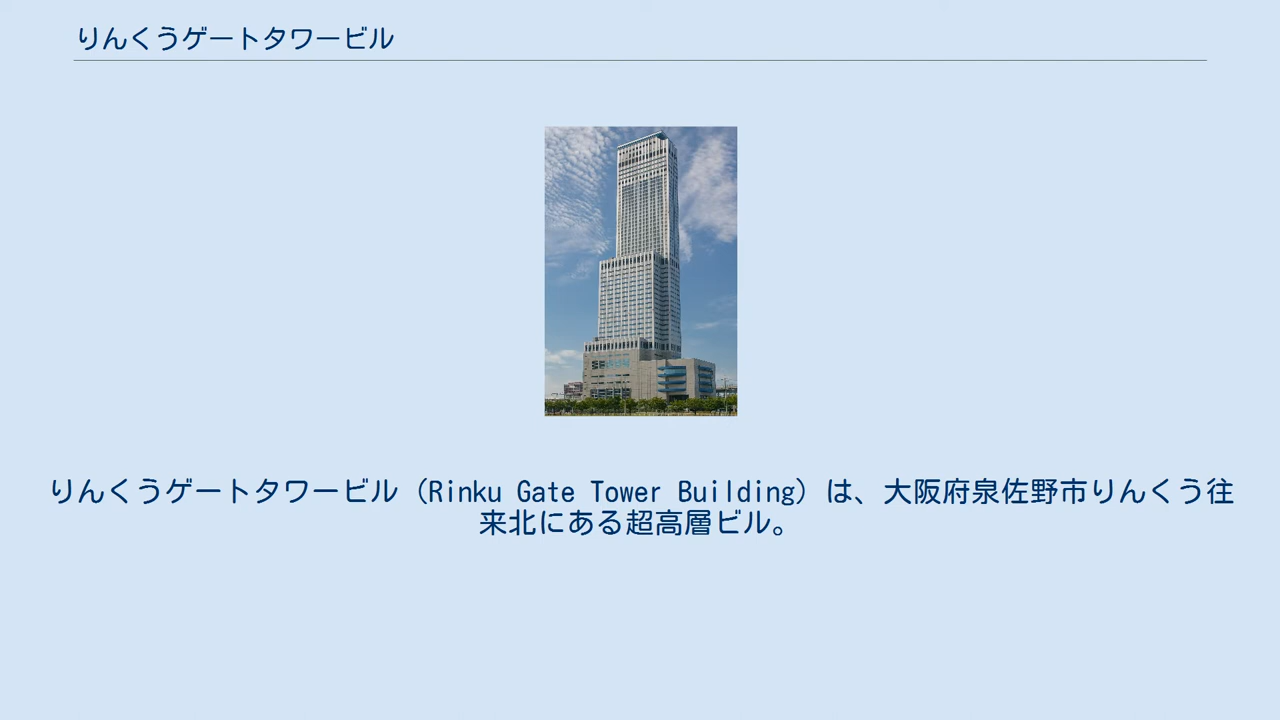 りんくうゲートタワービル
りんくうゲートタワービル（Rinku Gate Tower Building）は、大阪府泉佐野市りんくう往
来北にある超高層ビル。